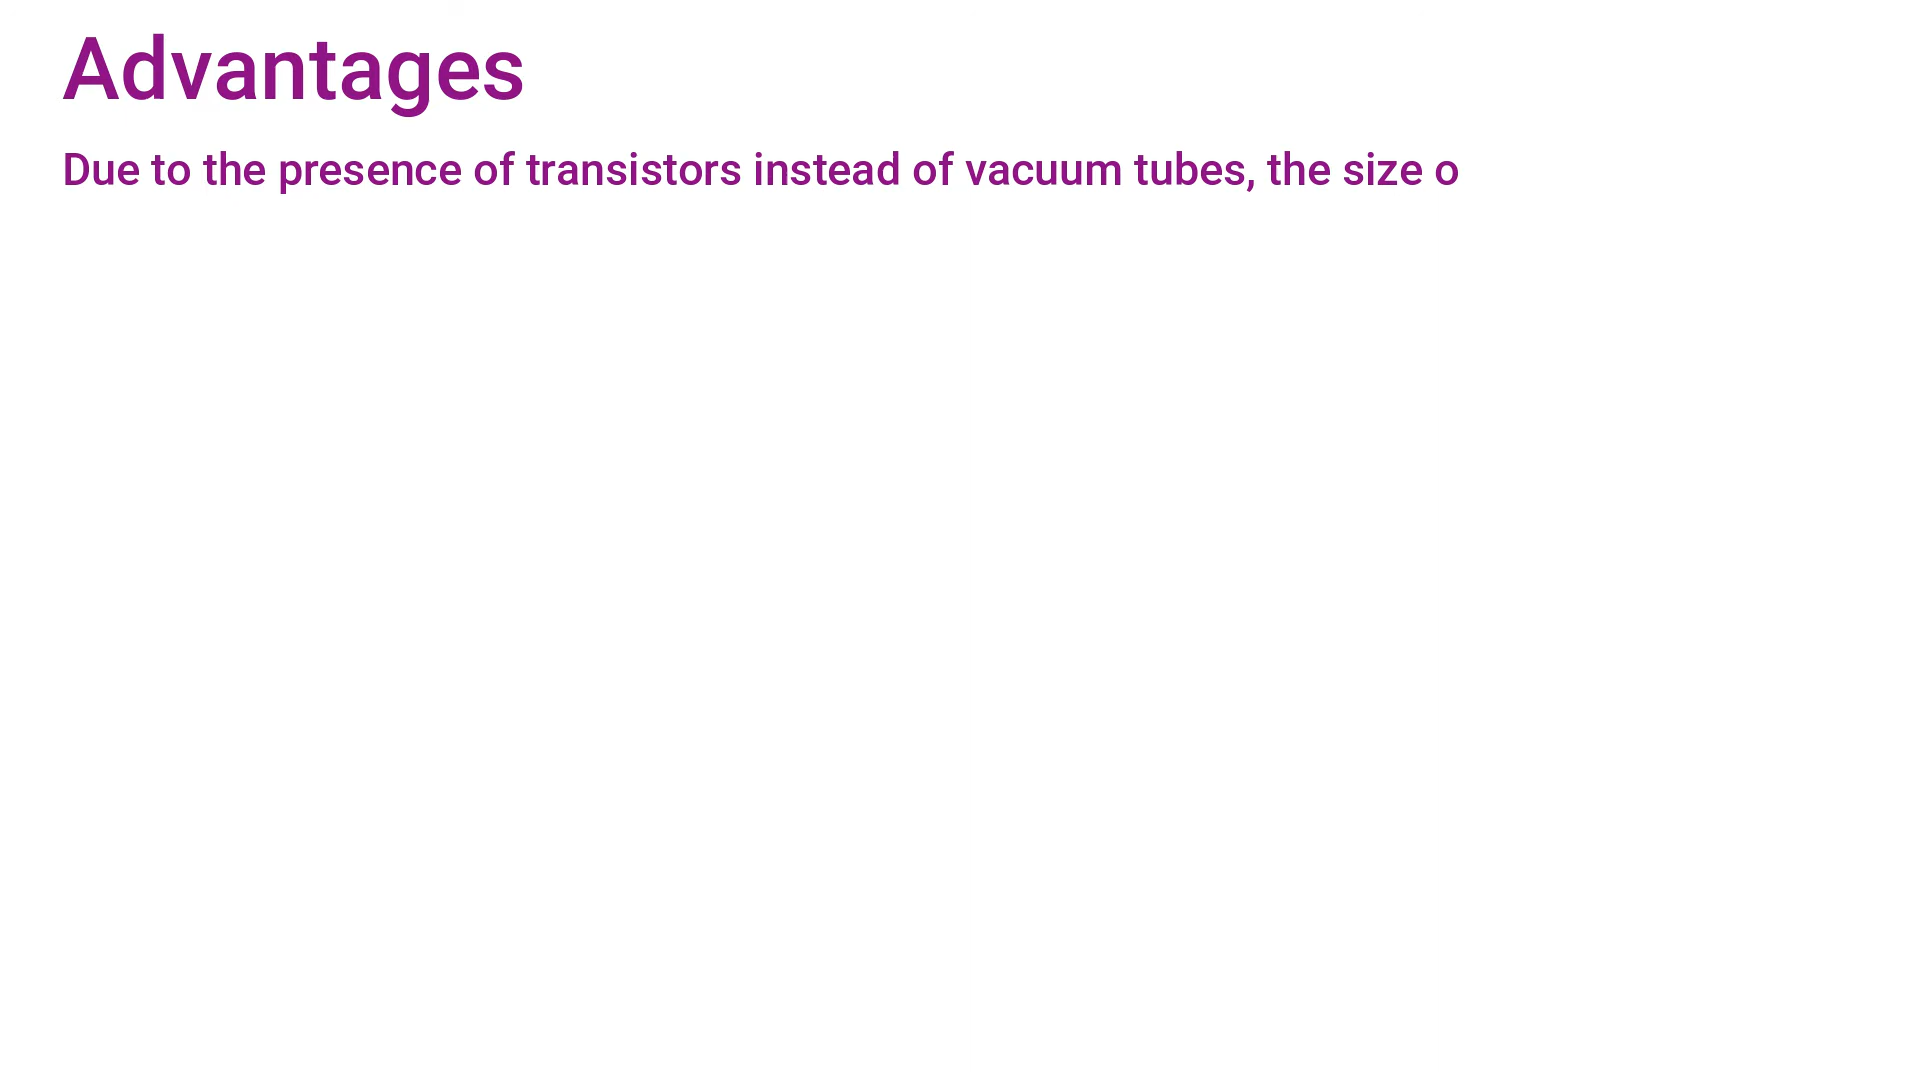 Advantages
Due to the presence of transistors instead of vacuum tubes, the size o